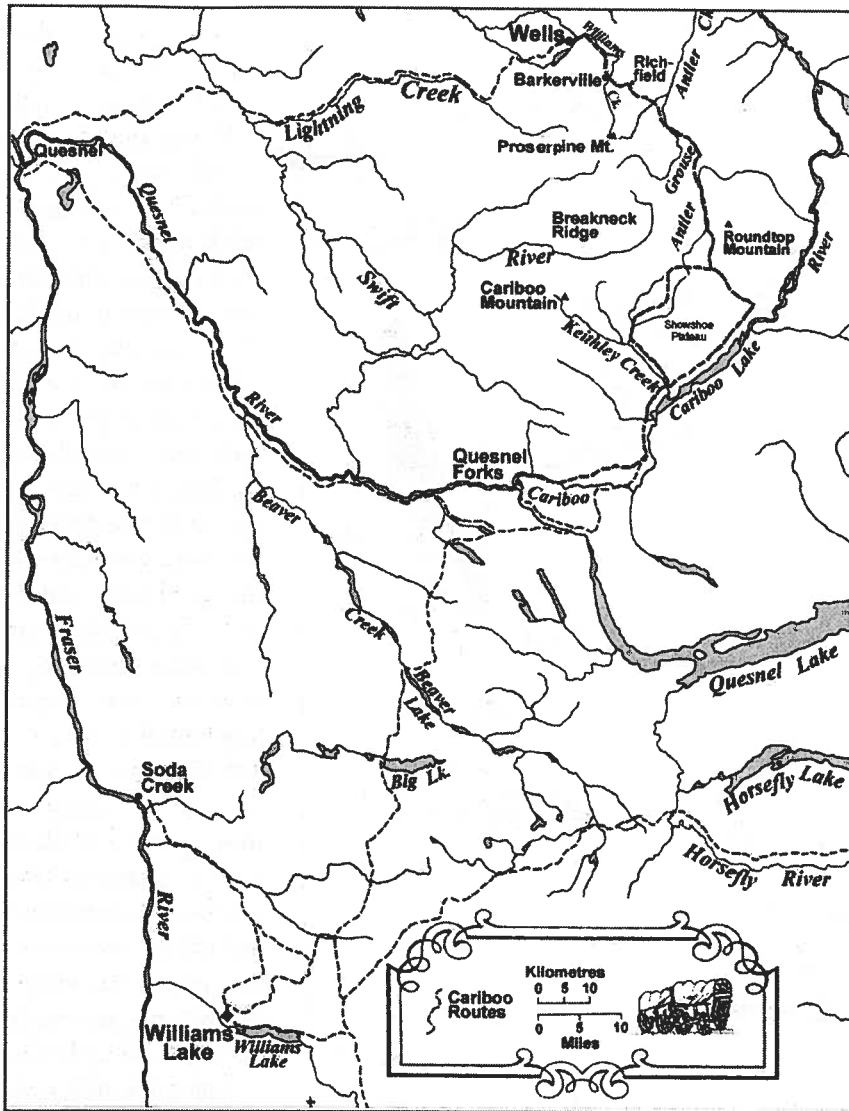 Wells
Williams
Ck.
Barkerville
Rich-
field
Antler
Ck.
Lightning
Creek
Proserpine Mt.
Quesnel
Quesnel
River
Grouse
Antler
Breakneck
Ridge
River
Swift
Roundtop
Mountain
River
Cariboo
Mountain
Showshoe
Plateau
Keithley Creek
Cariboo Lake
Quesnel
Forks
Cariboo
Beaver
Creek
Fraser
River
Beaver
Lake
Quesnel Lake
Soda
Creek
Big Lk.
Horsefly Lake
Horsefly River
Williams
Lake
Williams
Lake
Cariboo
Routes
Kilometres
0 5 10
0 5 10
Miles